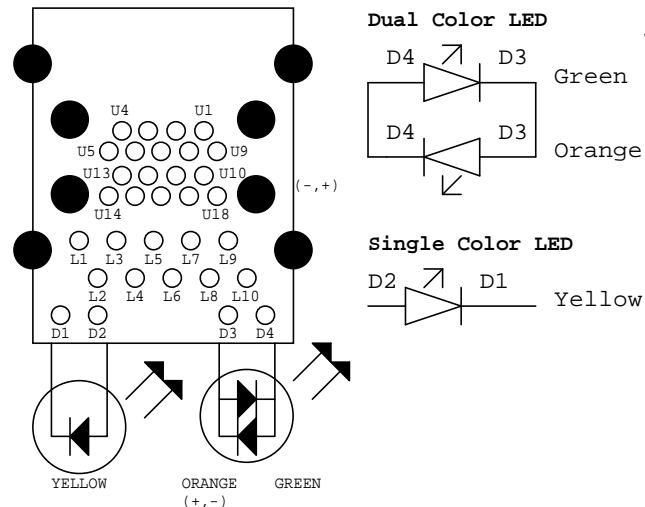 Dual Color LED
D4 D3
Green
D4 D3
Orange
Single Color LED
D2 D1
Yellow
U4 U1
U5 U9
U13 U10
U14 U18
(-,+)
L1 L3 L5 L7 L9
L2 L4 L6 L8 L10
D1 D2 D3 D4
YELLOW ORANGE GREEN
(+,-)